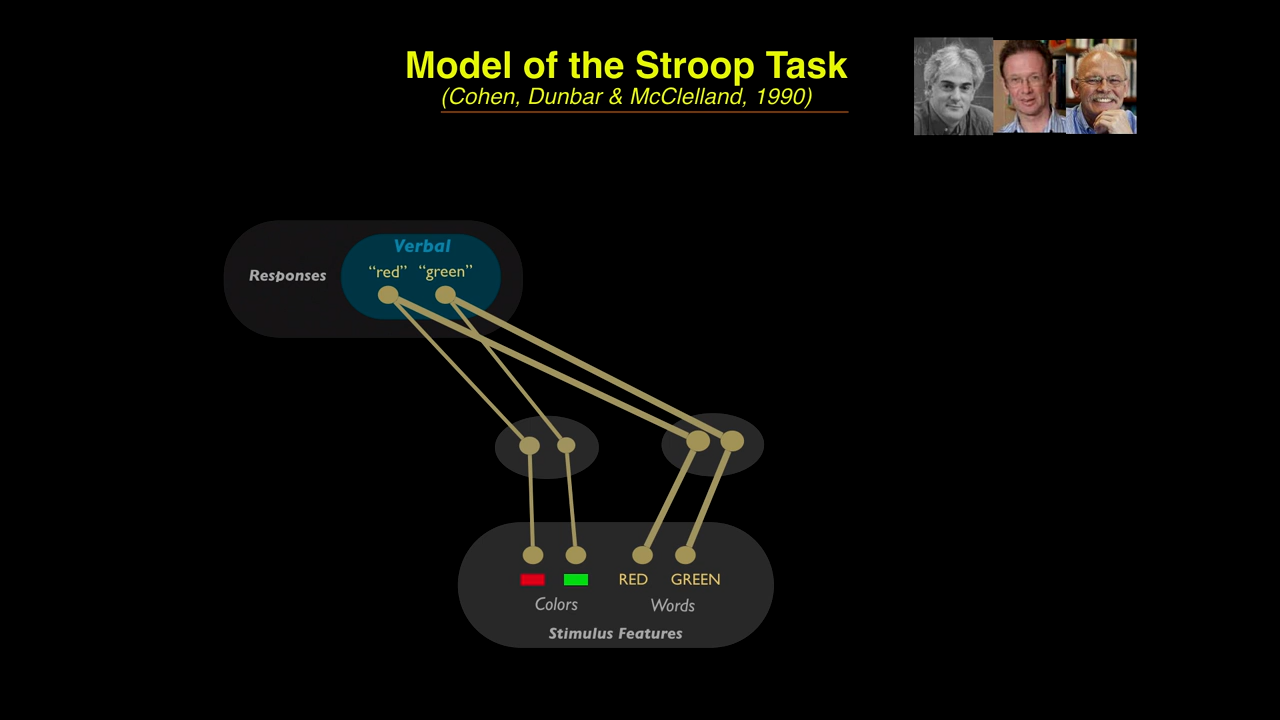 Model of the Stroop Task
(Cohen, Dunbar & McClelland, 1990)
Verbal
“red” “green”
Responses
RED GREEN
Colors Words
Stimulus Features